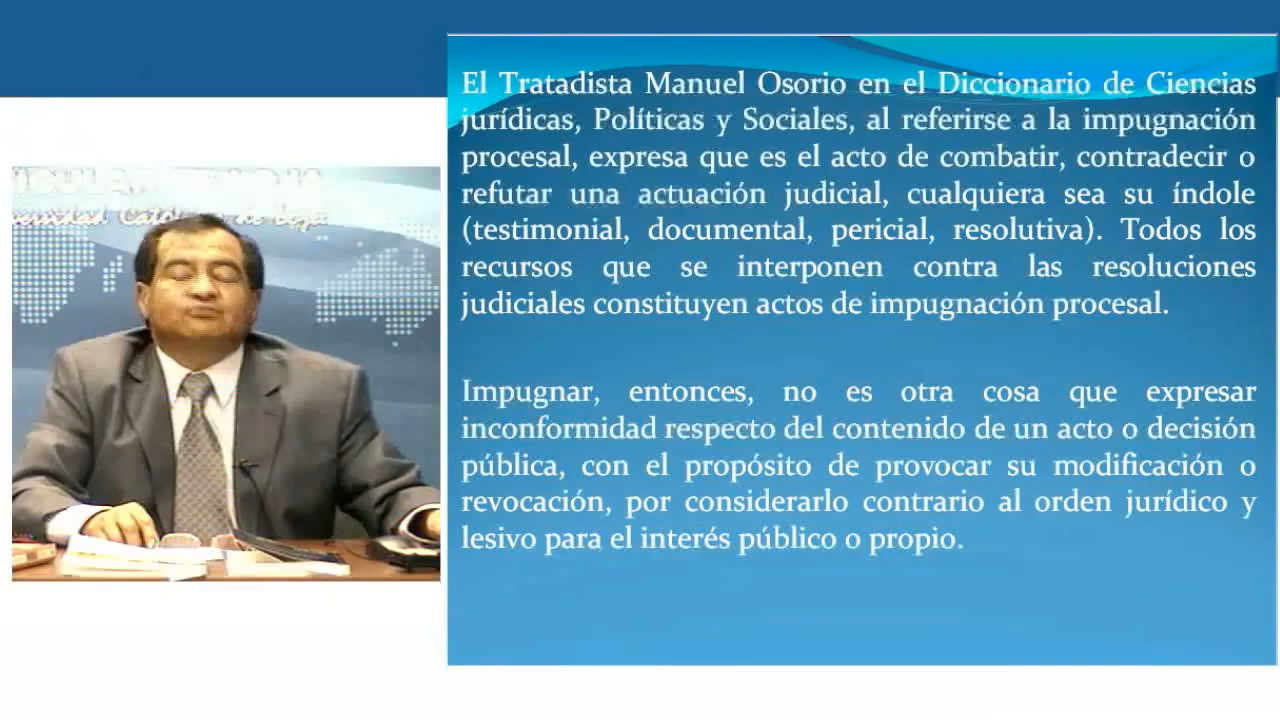 El Tratadista Manuel Osorio en el Diccionario de Ciencias
jurídicas, Políticas y Sociales, al referirse a la impugnación
procesal, expresa que es el acto de combatir, contradecir o
refutar una actuación judicial, cualquiera sea su índole
(testimonial, documental, pericial, resolutiva). Todos los
recursos que se interponen contra las resoluciones
judiciales constituyen actos de impugnación procesal.
Impugnar, entonces, no es otra cosa que expresar
inconformidad respecto del contenido de un acto o decisión
pública, con el propósito de provocar su modificación o
revocación, por considerarlo contrario al orden jurídico y
lesivo para el interés público o propio.